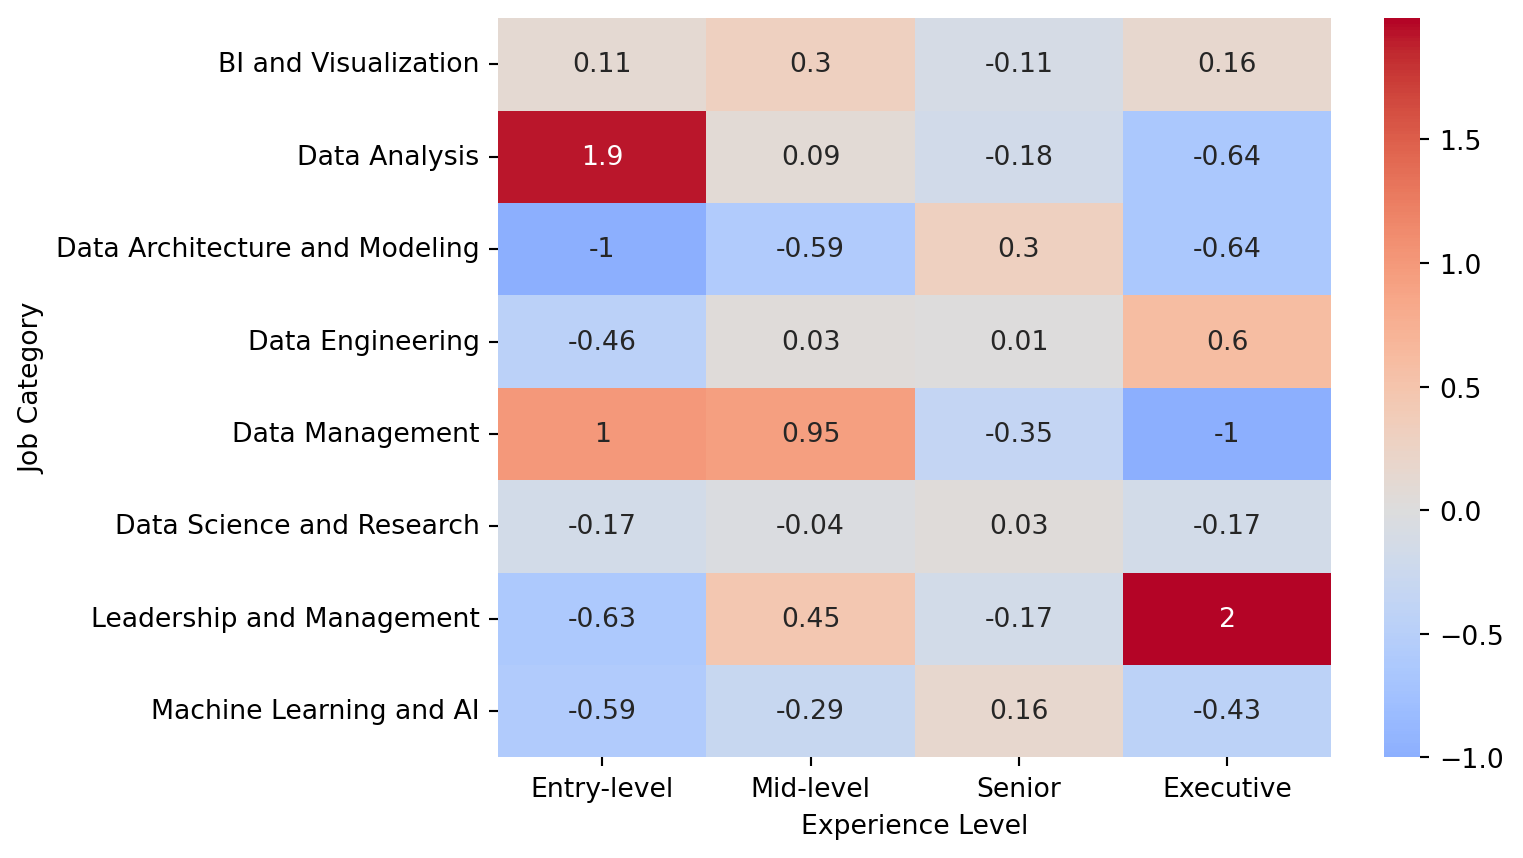 BI and Visualization 0.11 0.3 -0.11 0.16
Data Analysis 1.9 0.09 -0.18 -0.64
Data Architecture and Modeling -1 -0.59 0.3 -0.64
Data Engineering -0.46 0.03 0.01 0.6
Data Management 1 0.95 -0.35 -1
Data Science and Research -0.17 -0.04 0.03 -0.17
Leadership and Management -0.63 0.45 -0.17 2
Machine Learning and AI -0.59 -0.29 0.16 -0.43
Entry-level Mid-level Senior Executive
Experience Level
Job Category
1.5
1.0
0.5
0.0
−0.5
−1.0